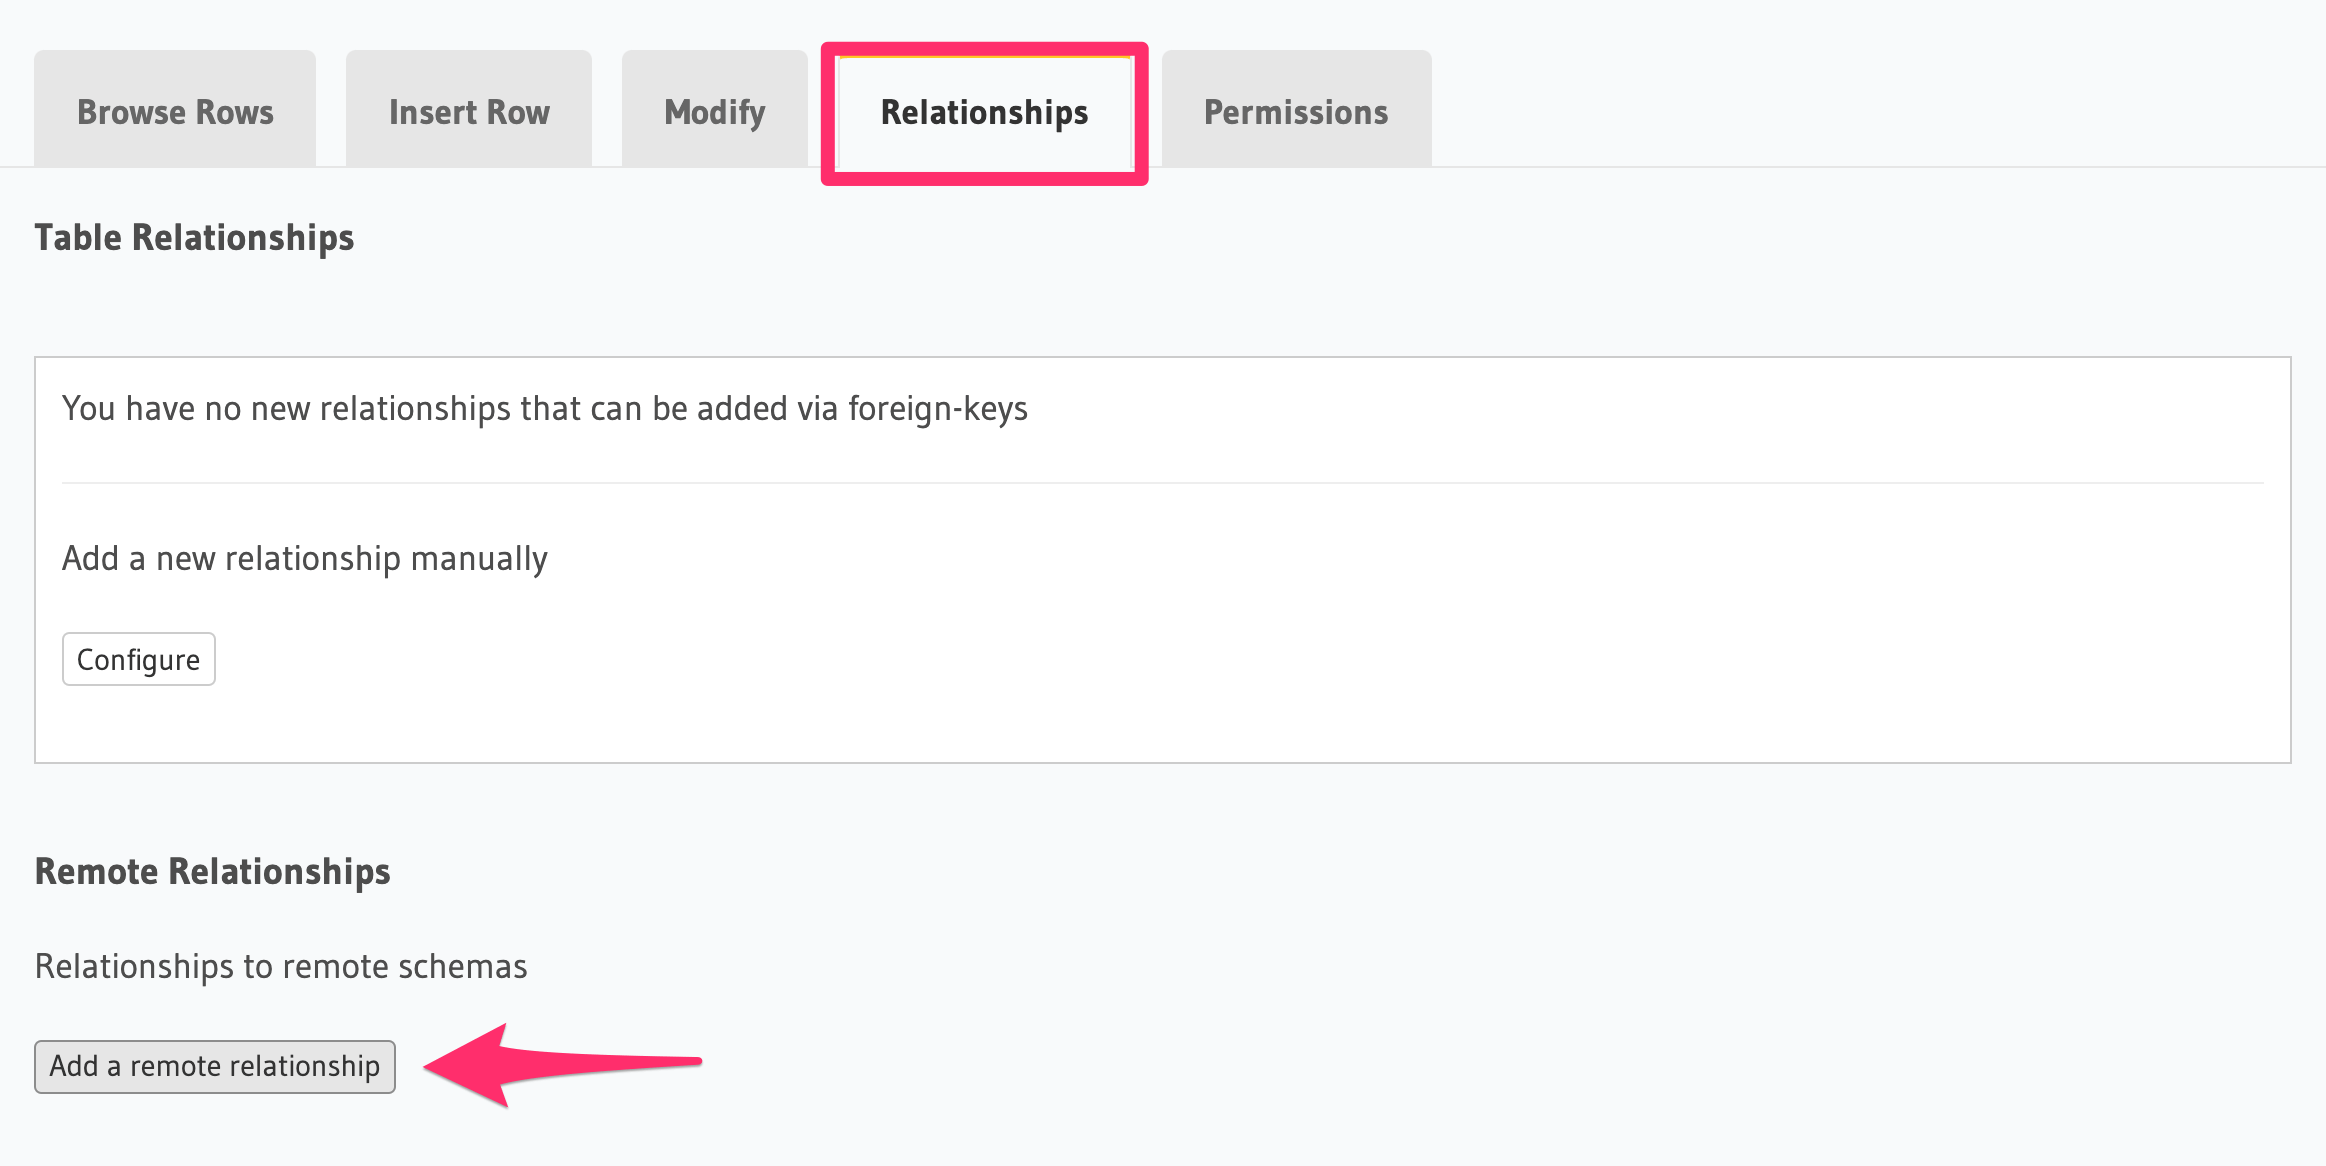 Browse Rows Insert Row Modify Relationships Permissions
Table Relationships
You have no new relationships that can be added via foreign-keys
Add a new relationship manually
Configure
Remote Relationships
Relationships to remote schemas
Add a remote relationship